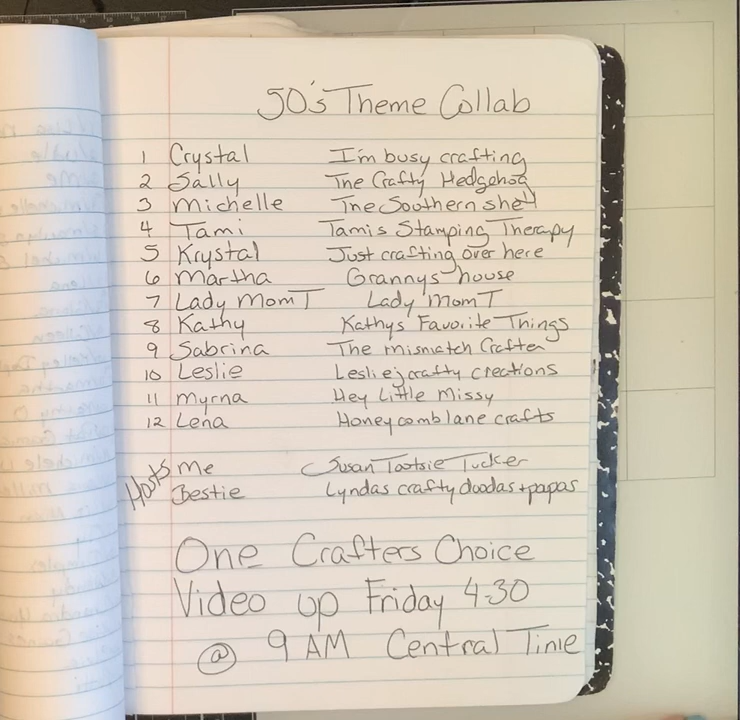 50's Theme Collab
1 Crystal I'm busy crafting
2 Sally The Crafty Hedgehog
3 Michelle The Southern shell
4 Tami Tamis Stamping Therapy
5 Krystal Just crafting over here
6 Martha Grannys house
7 Lady MomT Lady MomT
8 Kathy Kathys Favorite Things
9 Sabrina The mismatch Crafter
10 Leslie Leslie's crafty creations
11 Myrna Hey Little Missy
12 Lena Honeycomb lane crafts
Hosts Me Susan Tootsie Tucker
Bestie Lyndas crafty doodas + papas
One Crafters Choice
Video up Friday 4-30
@ 9 AM Central Time